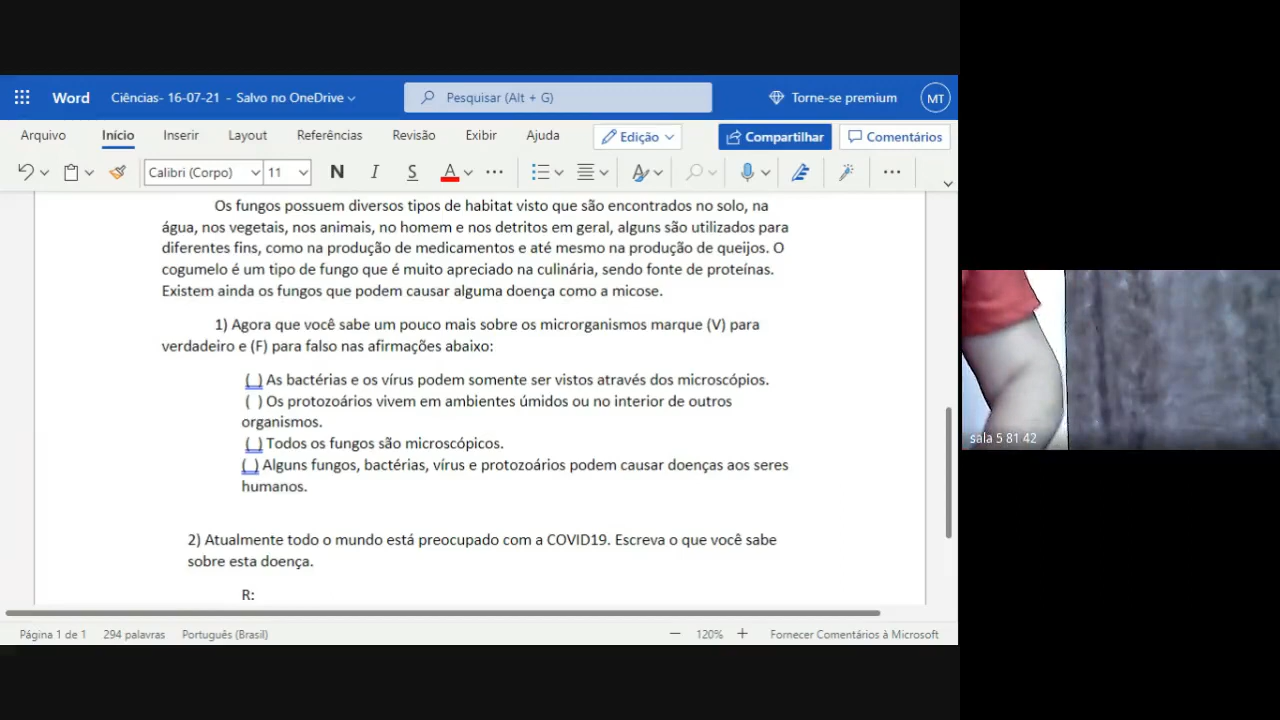 Word Ciências- 16-07-21 - Salvo no OneDrive Pesquisar (Alt + G) Torne-se premium MT
Arquivo Início Inserir Layout Referências Revisão Exibir Ajuda Edição Compartilhar Comentários
Calibri (Corpo) 11 N I S A
Os fungos possuem diversos tipos de habitat visto que são encontrados no solo, na
água, nos vegetais, nos animais, no homem e nos detritos em geral, alguns são utilizados para
diferentes fins, como na produção de medicamentos e até mesmo na produção de queijos. O
cogumelo é um tipo de fungo que é muito apreciado na culinária, sendo fonte de proteínas.
Existem ainda os fungos que podem causar alguma doença como a micose.
1) Agora que você sabe um pouco mais sobre os microrganismos marque (V) para
verdadeiro e (F) para falso nas afirmações abaixo:
( ) As bactérias e os vírus podem somente ser vistos através dos microscópios.
( ) Os protozoários vivem em ambientes úmidos ou no interior de outros
organismos.
( ) Todos os fungos são microscópicos.
( ) Alguns fungos, bactérias, vírus e protozoários podem causar doenças aos seres
humanos.
2) Atualmente todo o mundo está preocupado com a COVID19. Escreva o que você sabe
sobre esta doença.
R:
Página 1 de 1 294 palavras Português (Brasil) 120% Fornecer Comentários à Microsoft
sala 5 81 42